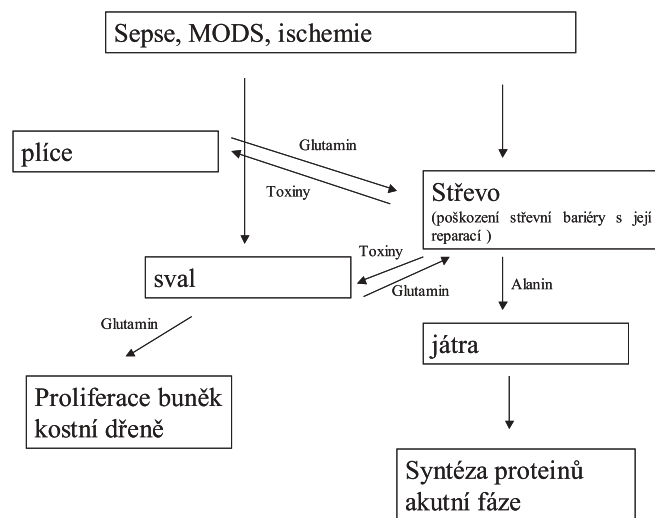 Sepse, MODS, ischemie
plíce
Glutamin
Toxiny
Střevo
(poškození střevní bariéry s její
reparací )
Toxiny
sval
Glutamin
Alanin
Glutamin
játra
Proliferace buněk
kostní dřeně
Syntéza proteinů
akutní fáze